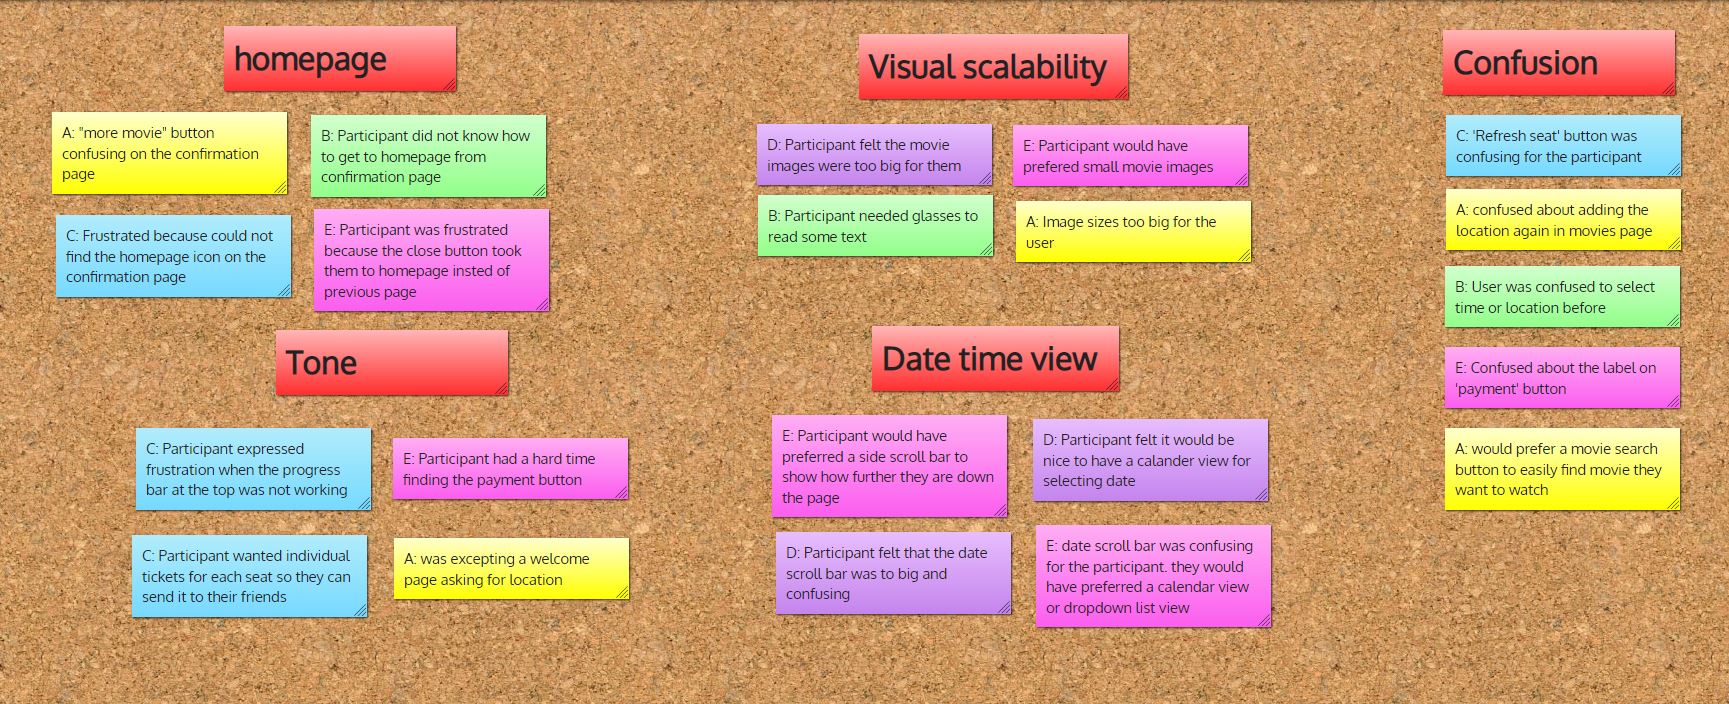 homepage
A: "more movie" button
confusing on the confirmation
page
B: Participant did not know how
to get to homepage from
confirmation page
C: Frustrated because could not
find the homepage icon on the
confirmation page
E: Participant was frustrated
because the close button took
them to homepage insted of
previous page
Tone
C: Participant expressed
frustration when the progress
bar at the top was not working
E: Participant had a hard time
finding the payment button
C: Participant wanted individual
tickets for each seat so they can
send it to their friends
A: was excepting a welcome
page asking for location
Visual scalability
D: Participant felt the movie
images were too big for them
E: Participant would have
prefered small movie images
B: Participant needed glasses to
read some text
A: Image sizes too big for the
user
Date time view
E: Participant would have
preferred a side scroll bar to
show how further they are down
the page
D: Participant felt it would be
nice to have a calander view for
selecting date
D: Participant felt that the date
scroll bar was to big and
confusing
E: date scroll bar was confusing
for the participant. they would
have preferred a calendar view
or dropdown list view
Confusion
C: 'Refresh seat' button was
confusing for the participant
A: confused about adding the
location again in movies page
B: User was confused to select
time or location before
E: Confused about the label on
'payment' button
A: would prefer a movie search
button to easily find movie they
want to watch